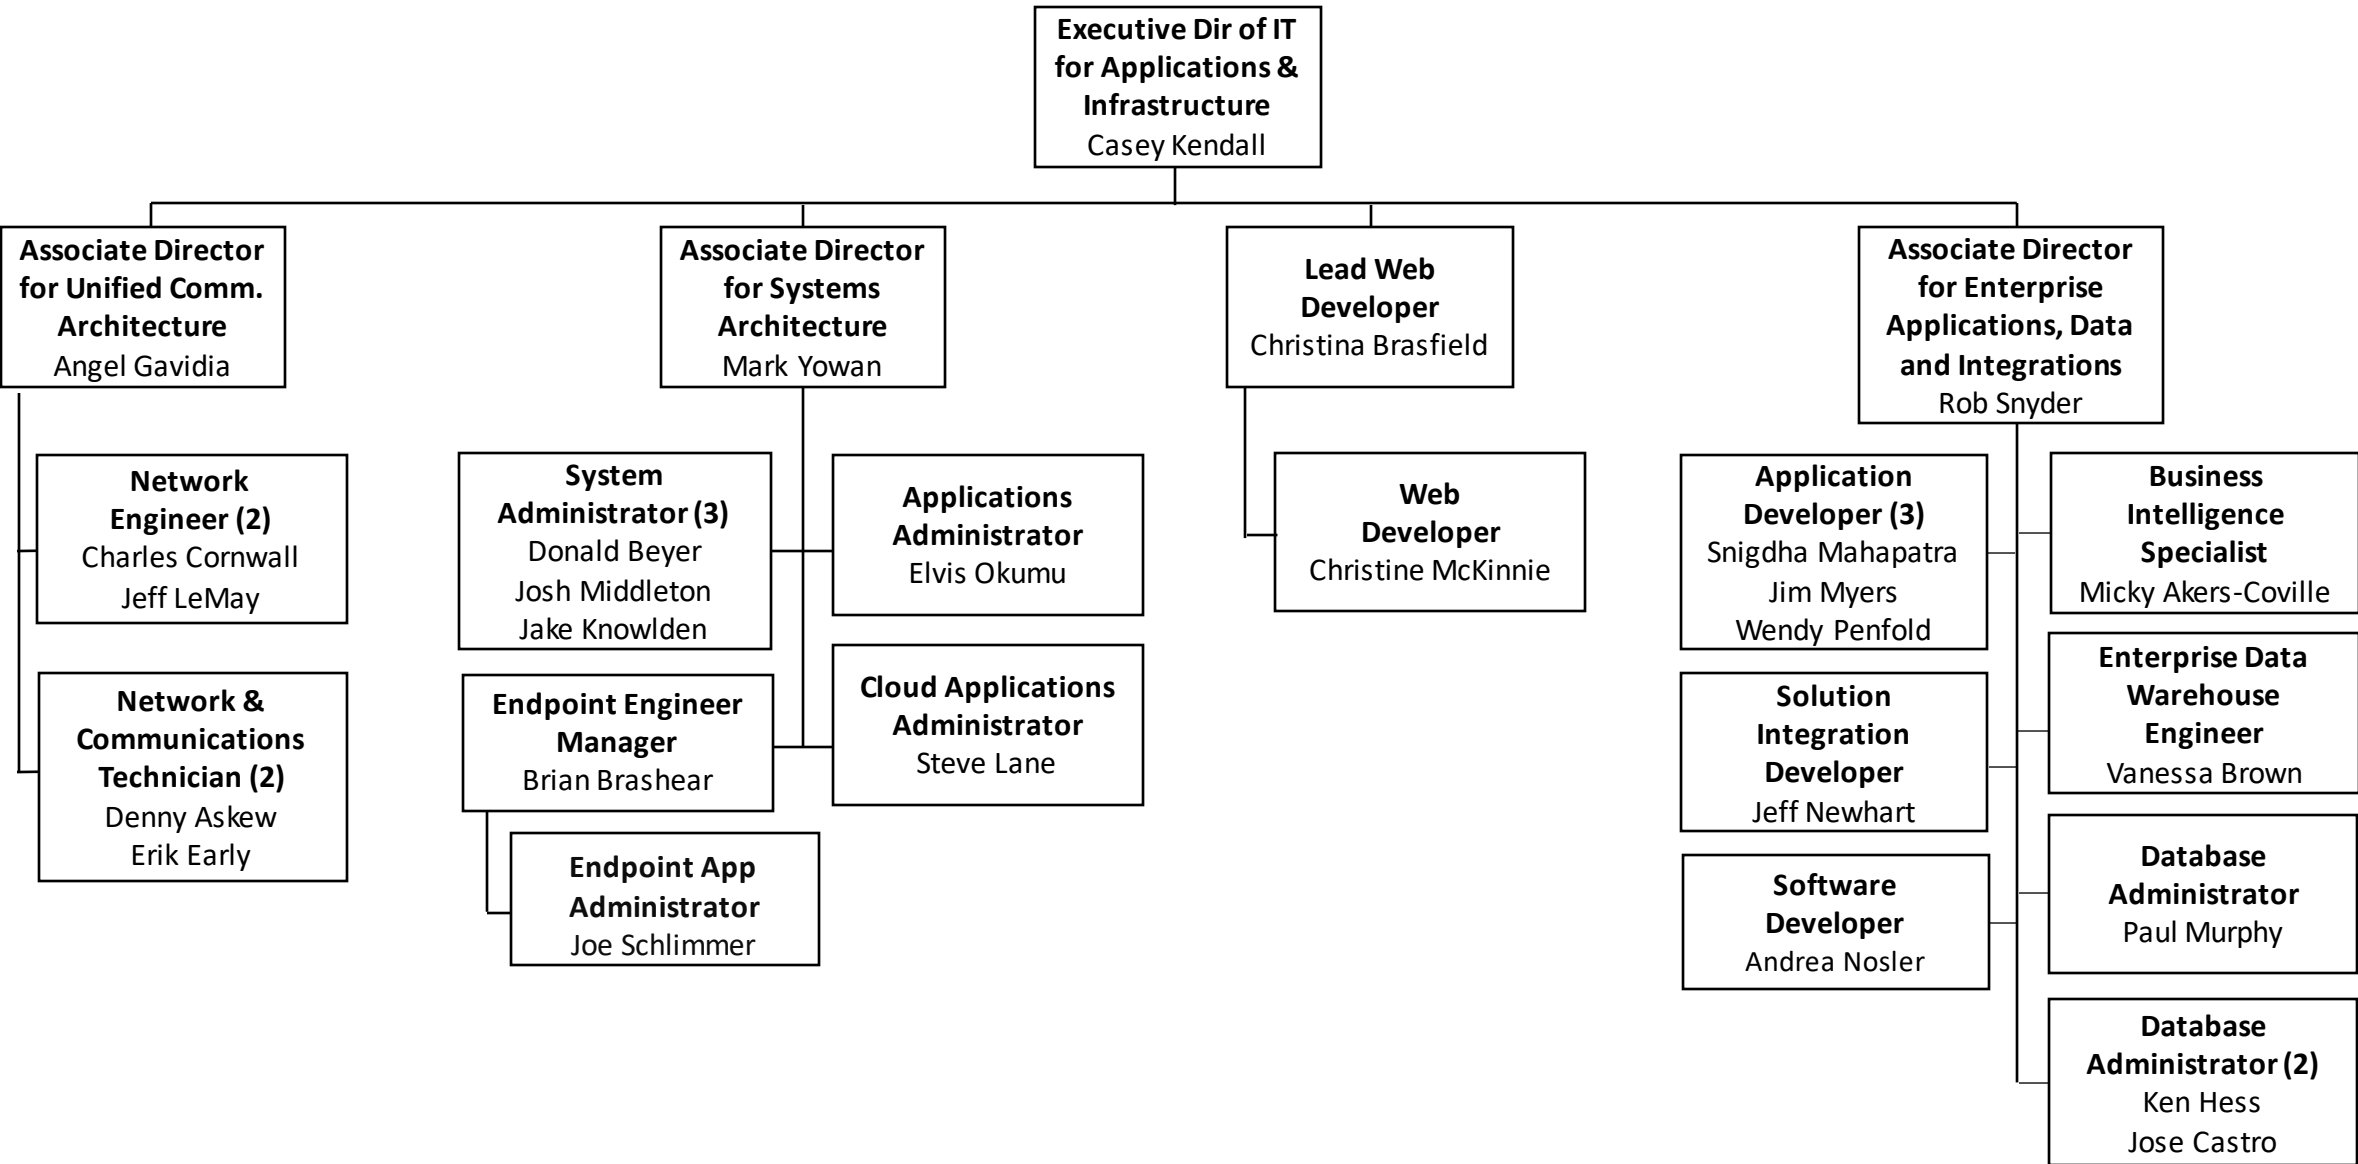 Executive Dir of IT
for Applications &
Infrastructure
Casey Kendall
Associate Director
for Unified Comm.
Architecture
Angel Gavidia
Associate Director
for Systems
Architecture
Mark Yowan
Lead Web
Developer
Christina Brasfield
Associate Director
for Enterprise
Applications, Data
and Integrations
Rob Snyder
Network
Engineer (2)
Charles Cornwall
Jeff LeMay
Network &
Communications
Technician (2)
Denny Askew
Erik Early
System
Administrator (3)
Donald Beyer
Josh Middleton
Jake Knowlden
Applications
Administrator
Elvis Okumu
Endpoint Engineer
Manager
Brian Brashear
Cloud Applications
Administrator
Steve Lane
Endpoint App
Administrator
Joe Schlimmer
Web
Developer
Christine McKinnie
Application
Developer (3)
Snigdha Mahapatra
Jim Myers
Wendy Penfold
Business
Intelligence
Specialist
Micky Akers-Coville
Solution
Integration
Developer
Jeff Newhart
Enterprise Data
Warehouse
Engineer
Vanessa Brown
Software
Developer
Andrea Nosler
Database
Administrator
Paul Murphy
Database
Administrator (2)
Ken Hess
Jose Castro